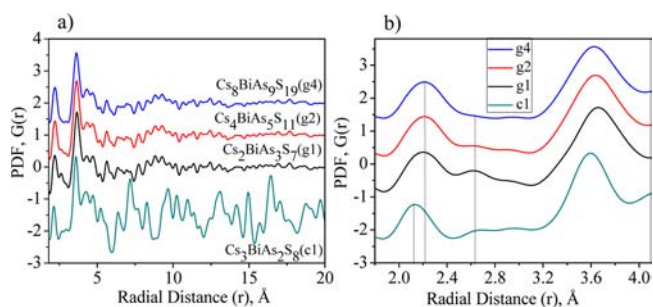 a)
PDF, G(r)
4
3
2
1
0
-1
-2
-3
Cs₈BiAs₉S₁₉(g4)
Cs₄BiAs₅S₁₁(g2)
Cs₂BiAs₃S₇(g1)
Cs₃BiAs₂S₈(c1)
5 10 15 20
Radial Distance (r), Å
b)
PDF, G(r)
4
3
2
1
0
-1
-2
-3
g4
g2
g1
c1
2.0 2.4 2.8 3.2 3.6 4.0
Radial Distance (r), Å